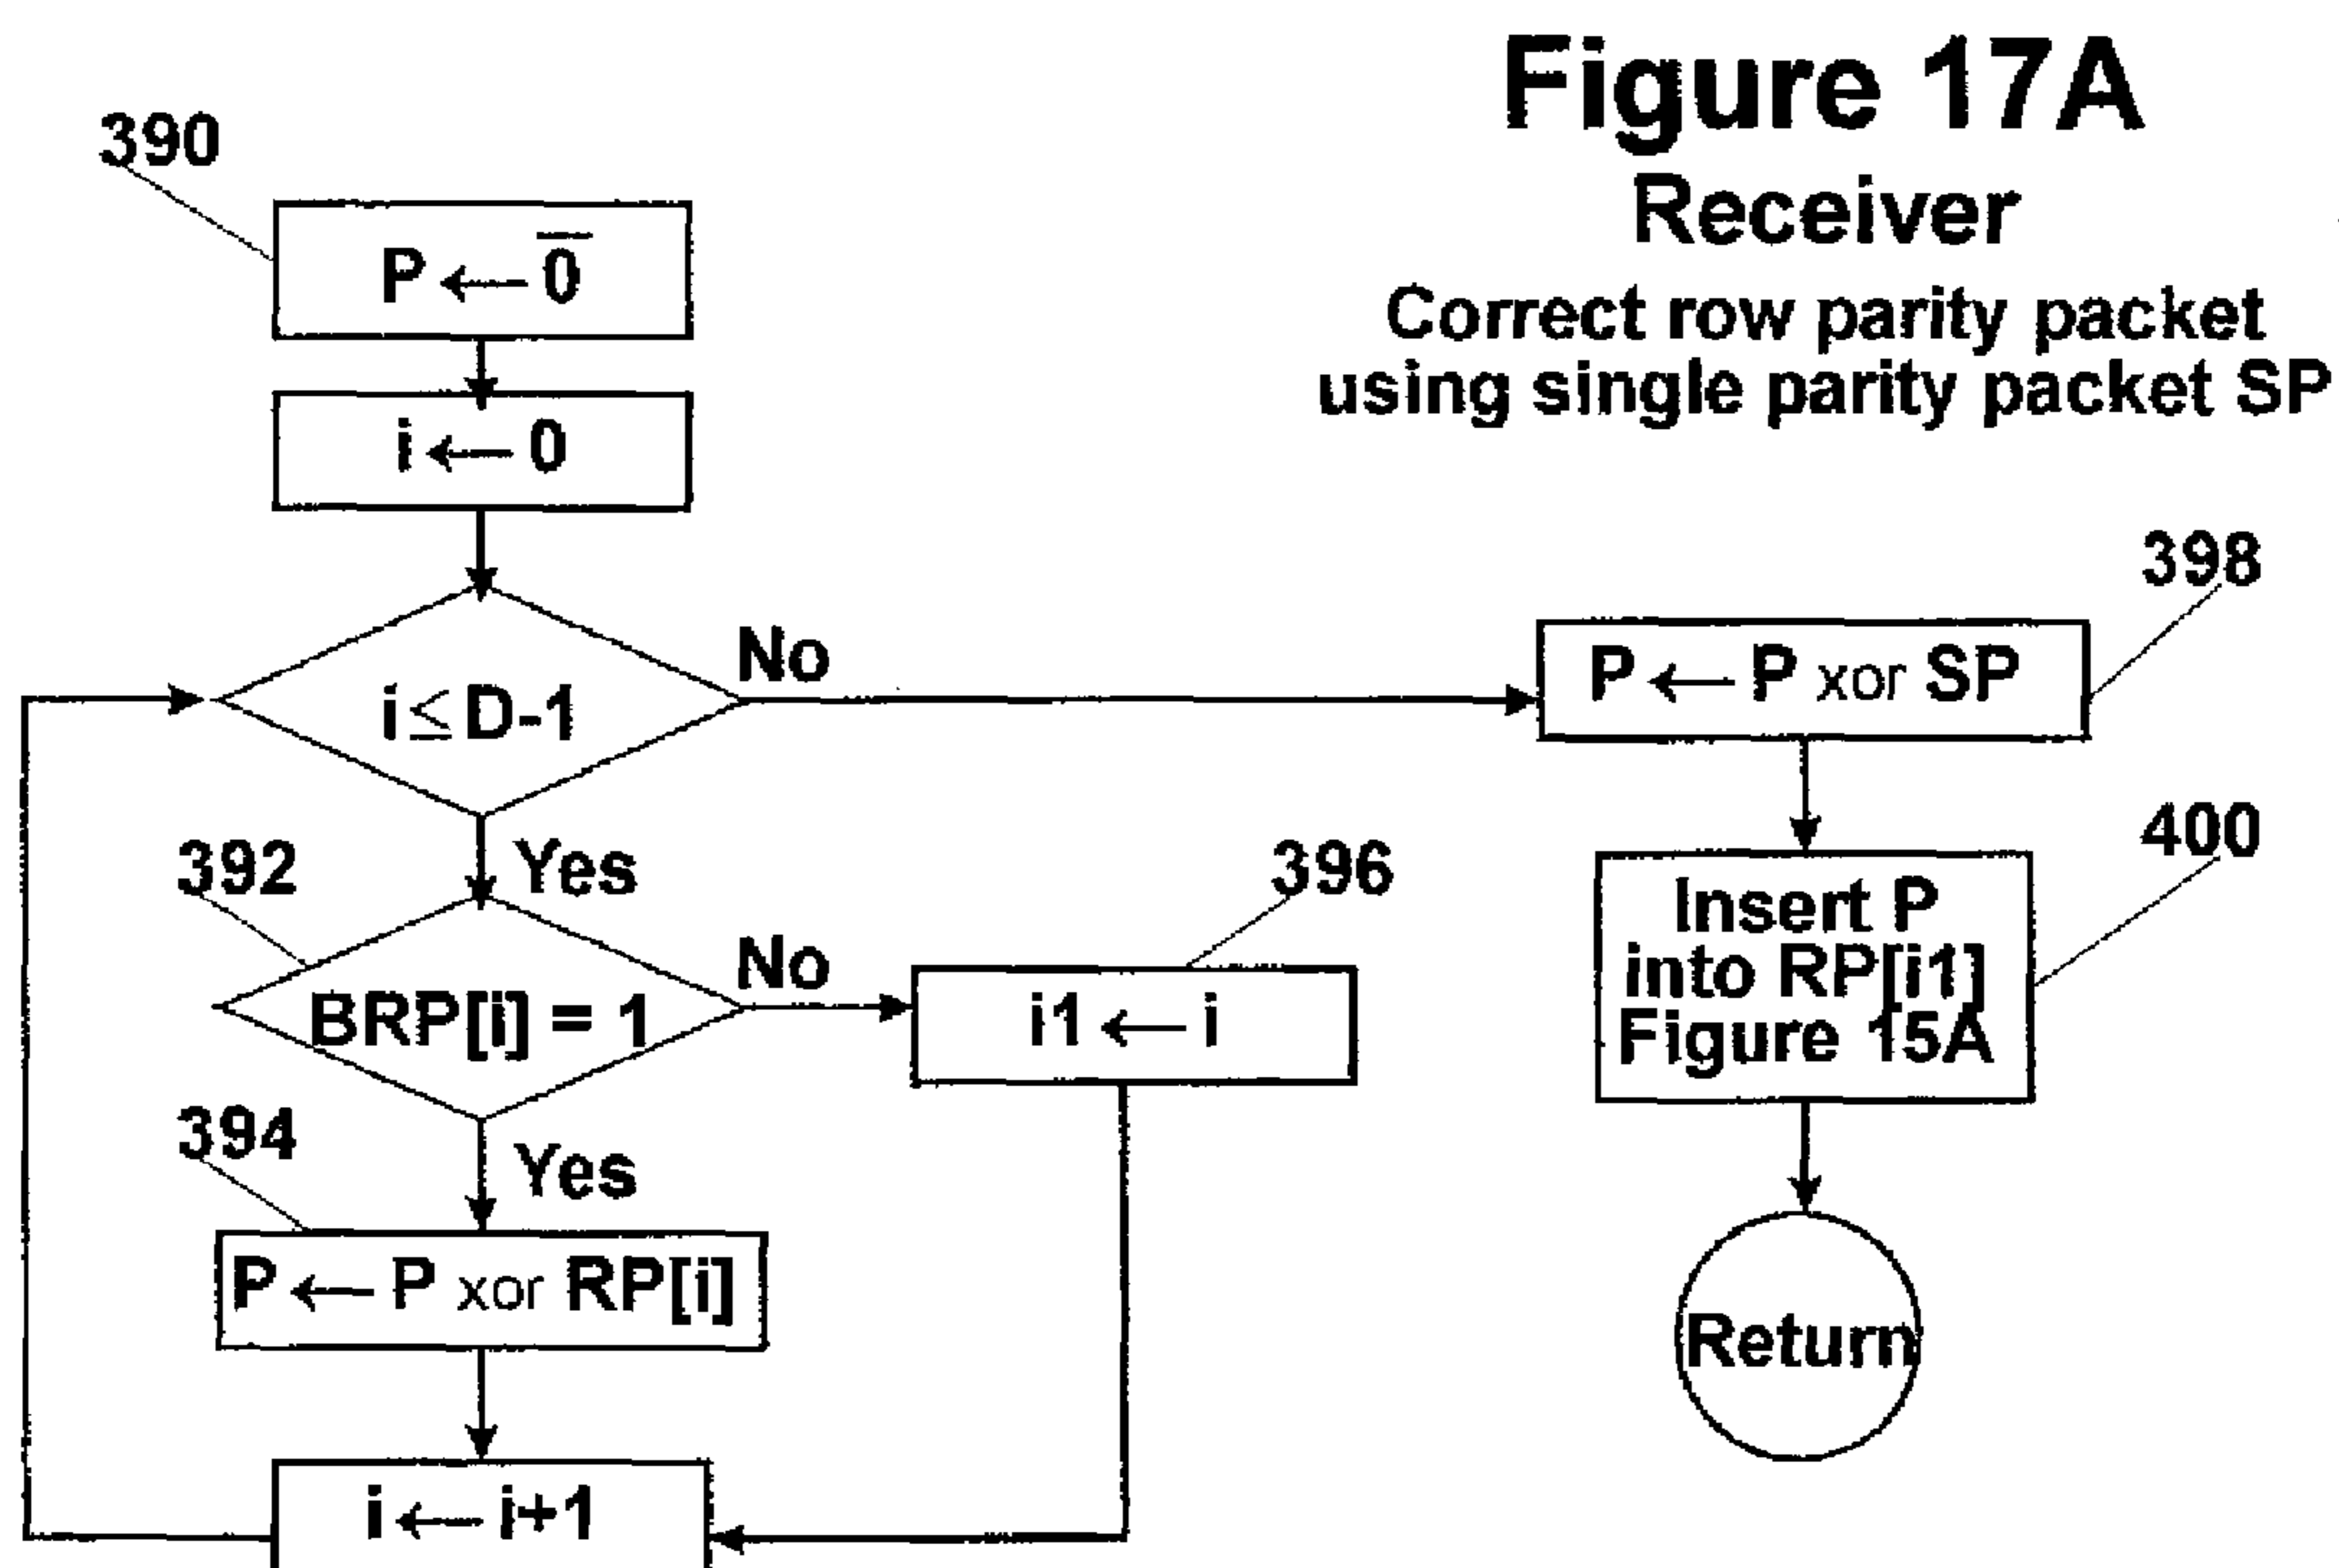 Figure 17A
Receiver
Correct row parity packet
using single parity packet SP
390
P ← 0̅
i ← 0
i ≤ D-1
No
Yes
392
BRP[i] = 1
No
Yes
396
i1 ← i
394
P ← P xor RP[i]
i ← i+1
398
P ← P xor SP
400
Insert P
into RP[i1]
Figure 15A
Return